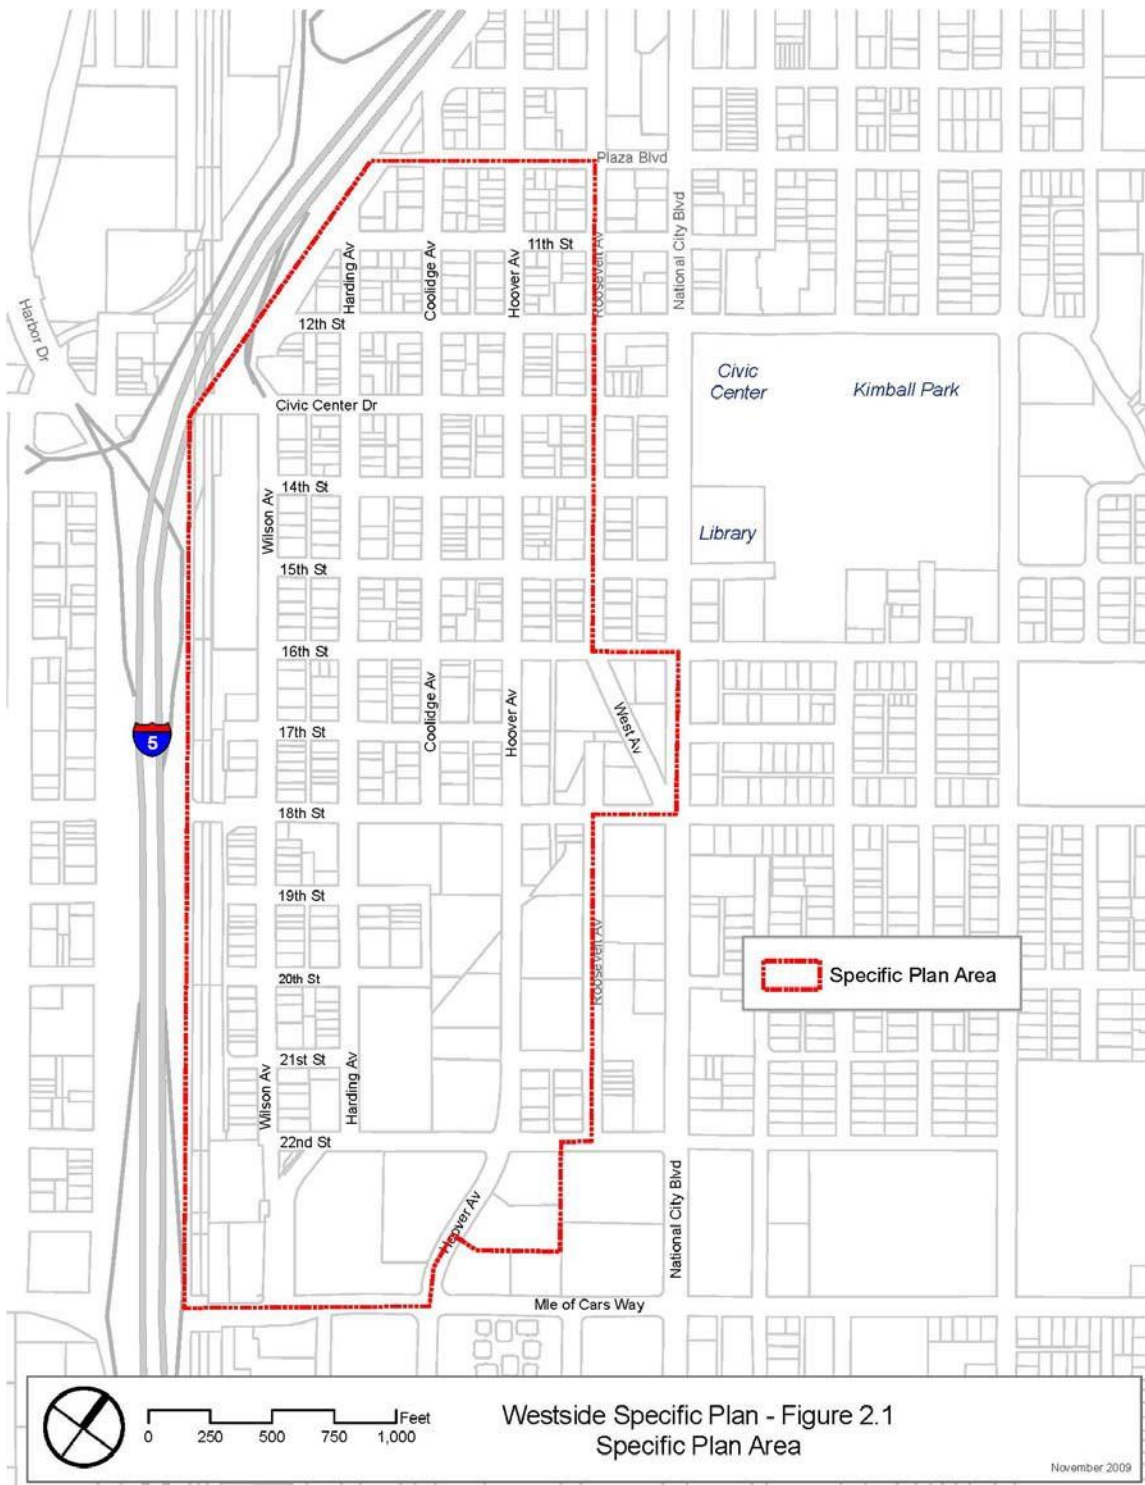 Plaza Blvd
National City Blvd
11th St
Harding Av
Coolidge Av
Hoover Av
Roosevelt Av
Harbor Dr
12th St
Civic
Center
Kimball Park
Civic Center Dr
14th St
Wilson Av
Library
15th St
16th St
Coolidge Av
Hoover Av
West Av
17th St
5
18th St
19th St
Roosevelt Av
Specific Plan Area
20th St
21st St
Wilson Av
Harding Av
22nd St
Hoover Av
National City Blvd
Mle of Cars Way
Feet
0 250 500 750 1,000
Westside Specific Plan - Figure 2.1
Specific Plan Area
November 2009